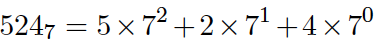 524₇ = 5 × 7² + 2 × 7¹ + 4 × 7⁰